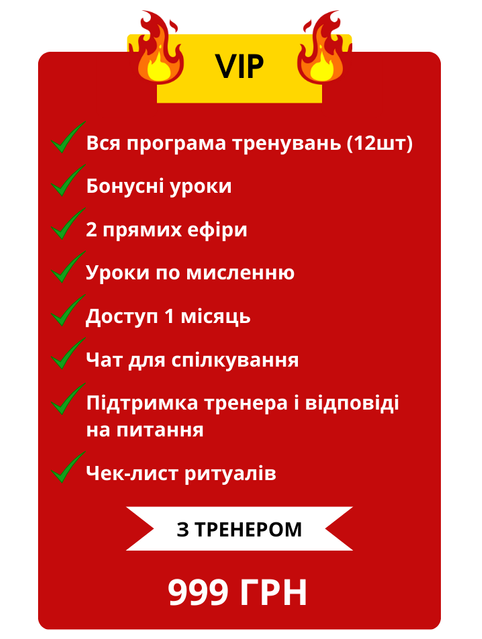 VIP
Вся програма тренувань (12шт)
Бонусні уроки
2 прямих ефіри
Уроки по мисленню
Доступ 1 місяць
Чат для спілкування
Підтримка тренера і відповіді
на питання
Чек-лист ритуалів
З ТРЕНЕРОМ
999 ГРН